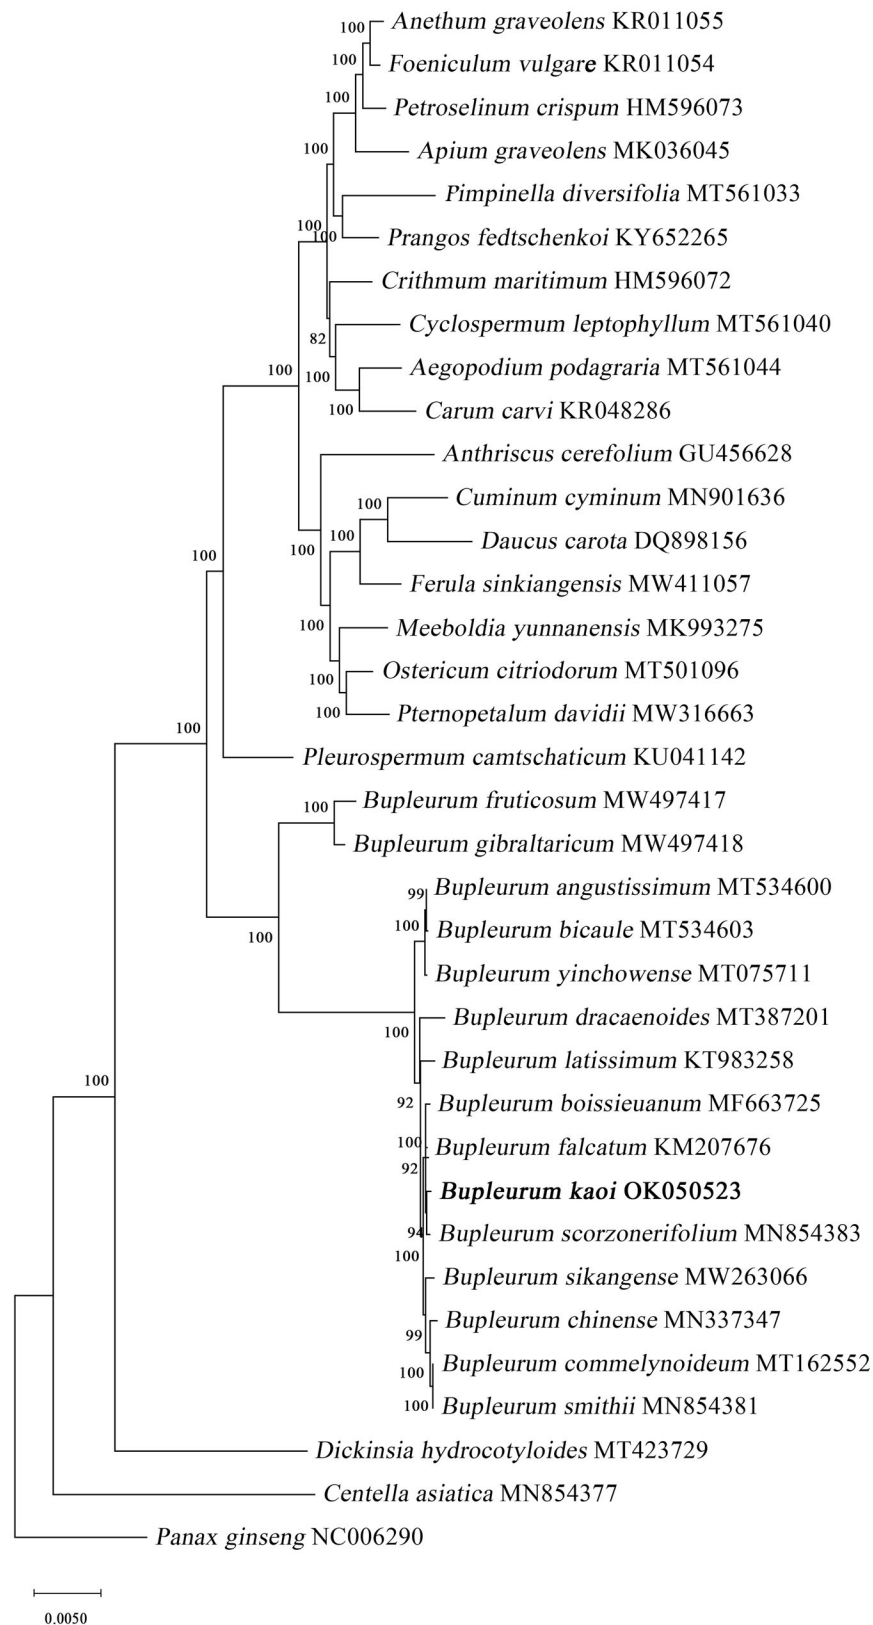 100 Anethum graveolens KR011055
100 Foeniculum vulgare KR011054
100 Petroselinum crispum HM596073
100 Apium graveolens MK036045
Pimpinella diversifolia MT561033
100
100 Prangos fedtschenkoi KY652265
Crithmum maritimum HM596072
82 Cyclospermum leptophyllum MT561040
100
100 Aegopodium podagraria MT561044
100 Carum carvi KR048286
Anthriscus cerefolium GU456628
100 Cuminum cyminum MN901636
100 100 Daucus carota DQ898156
100 Ferula sinkiangensis MW411057
100 Meeboldia yunnanensis MK993275
100 Ostericum citriodorum MT501096
100 Pternopetalum davidii MW316663
100
Pleurospermum camtschaticum KU041142
100 Bupleurum fruticosum MW497417
Bupleurum gibraltaricum MW497418
99 Bupleurum angustissimum MT534600
100 Bupleurum bicaule MT534603
100
Bupleurum yinchowense MT075711
100 Bupleurum dracaenoides MT387201
Bupleurum latissimum KT983258
100
92 Bupleurum boissieuanum MF663725
100 Bupleurum falcatum KM207676
92
Bupleurum kaoi OK050523
94 Bupleurum scorzonerifolium MN854383
100
Bupleurum sikangense MW263066
99 Bupleurum chinense MN337347
100 Bupleurum commelynoideum MT162552
100 Bupleurum smithii MN854381
Dickinsia hydrocotyloides MT423729
Centella asiatica MN854377
Panax ginseng NC006290
0.0050